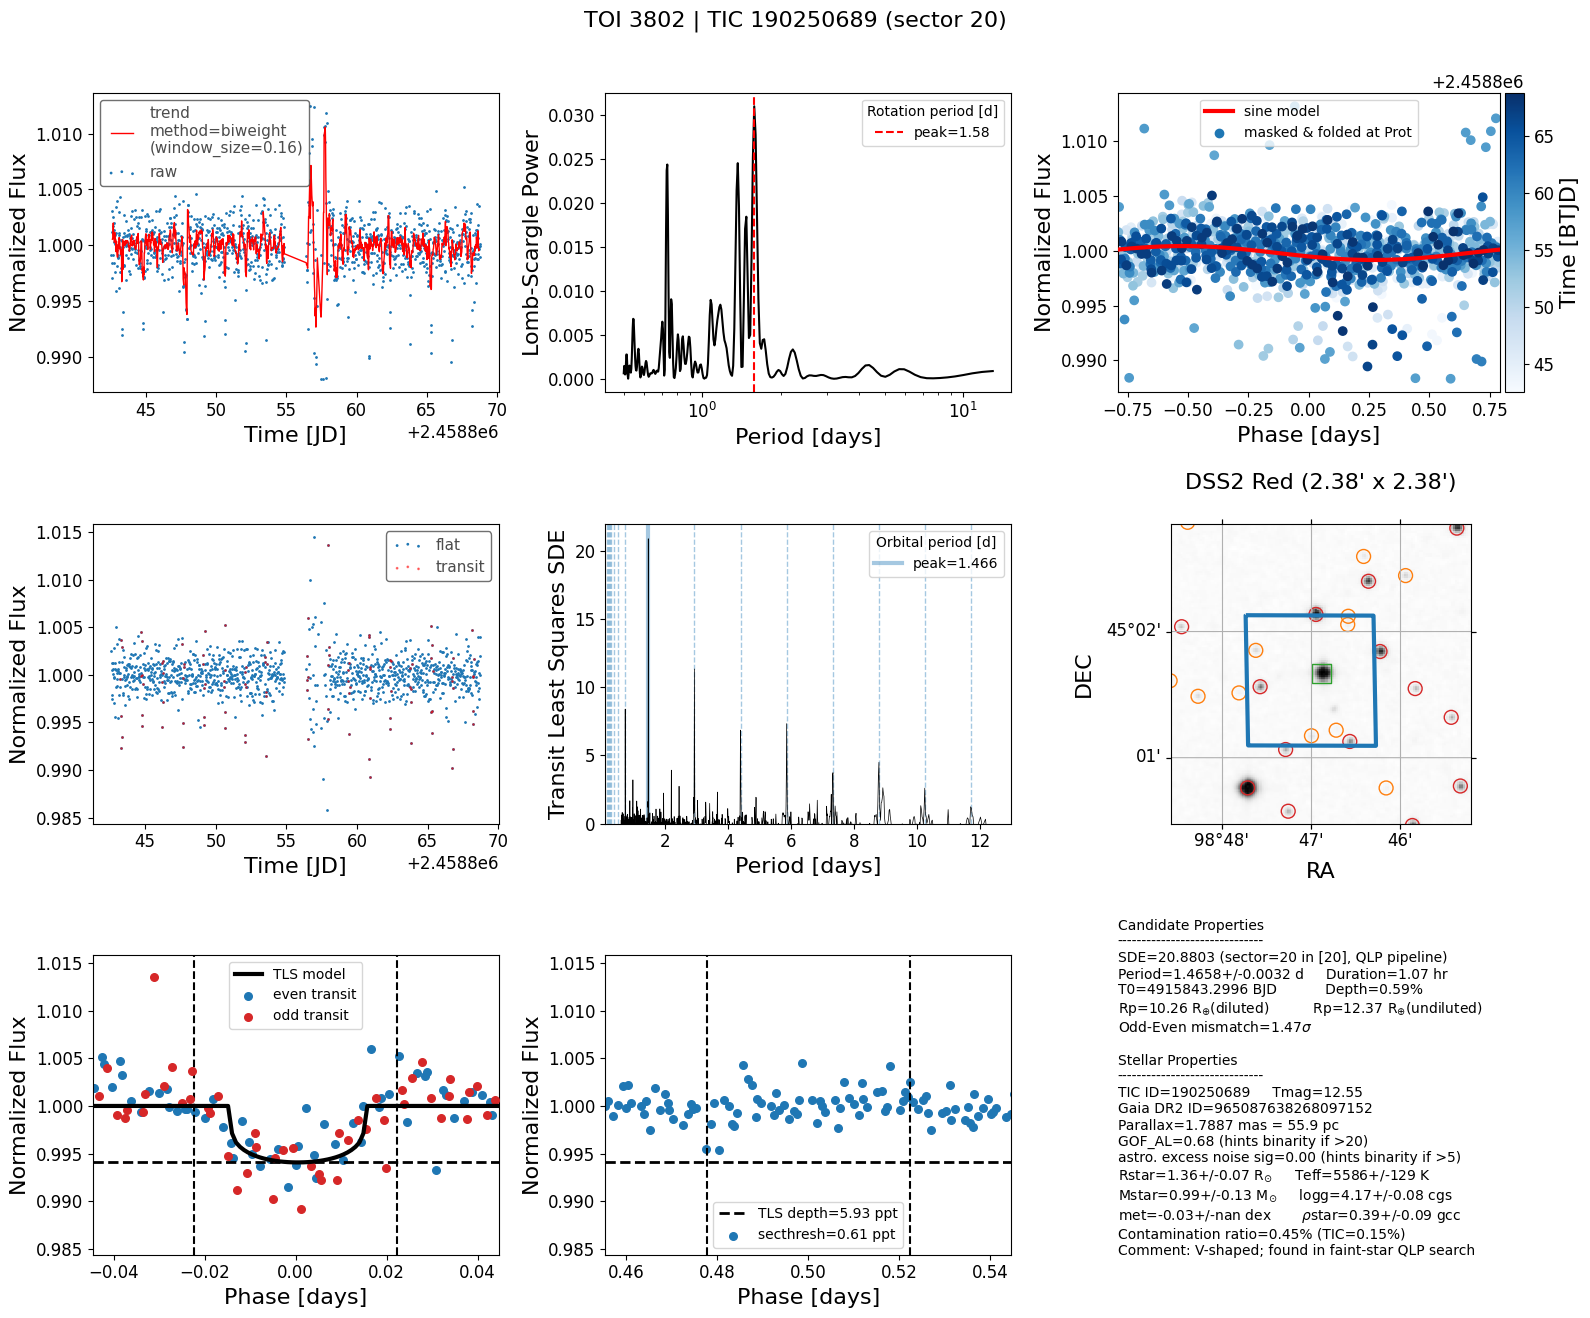 TOI 3802 | TIC 190250689 (sector 20)
trend
method=biweight
(window_size=0.16)
raw
Normalized Flux
1.010
1.005
1.000
0.995
0.990
45 50 55 60 65 70
Time [JD]
+2.4588e6
Rotation period [d]
peak=1.58
Lomb-Scargle Power
0.030
0.025
0.020
0.015
0.010
0.005
0.000
10⁰ 10¹
Period [days]
+2.4588e6
sine model
masked & folded at Prot
Normalized Flux
1.010
1.005
1.000
0.995
0.990
−0.75 −0.50 −0.25 0.00 0.25 0.50 0.75
Phase [days]
65
60
55
50
45
Time [BTJD]
flat
transit
Normalized Flux
1.015
1.010
1.005
1.000
0.995
0.990
0.985
45 50 55 60 65 70
Time [JD]
+2.4588e6
Orbital period [d]
peak=1.466
Transit Least Squares SDE
20
15
10
5
0
2 4 6 8 10 12
Period [days]
DSS2 Red (2.38' x 2.38')
DEC
45°02'
01'
98°48' 47' 46'
RA
TLS model
even transit
odd transit
Normalized Flux
1.015
1.010
1.005
1.000
0.995
0.990
0.985
−0.04 −0.02 0.00 0.02 0.04
Phase [days]
Normalized Flux
1.015
1.010
1.005
1.000
0.995
0.990
0.985
TLS depth=5.93 ppt
secthresh=0.61 ppt
0.46 0.48 0.50 0.52 0.54
Phase [days]
Candidate Properties
------------------------------
SDE=20.8803 (sector=20 in [20], QLP pipeline)
Period=1.4658+/-0.0032 d Duration=1.07 hr
T0=4915843.2996 BJD Depth=0.59%
Rp=10.26 R⊕(diluted) Rp=12.37 R⊕(undiluted)
Odd-Even mismatch=1.47σ
Stellar Properties
------------------------------
TIC ID=190250689 Tmag=12.55
Gaia DR2 ID=965087638268097152
Parallax=1.7887 mas = 55.9 pc
GOF_AL=0.68 (hints binarity if >20)
astro. excess noise sig=0.00 (hints binarity if >5)
Rstar=1.36+/-0.07 R⊙ Teff=5586+/-129 K
Mstar=0.99+/-0.13 M⊙ logg=4.17+/-0.08 cgs
met=-0.03+/-nan dex ρstar=0.39+/-0.09 gcc
Contamination ratio=0.45% (TIC=0.15%)
Comment: V-shaped; found in faint-star QLP search